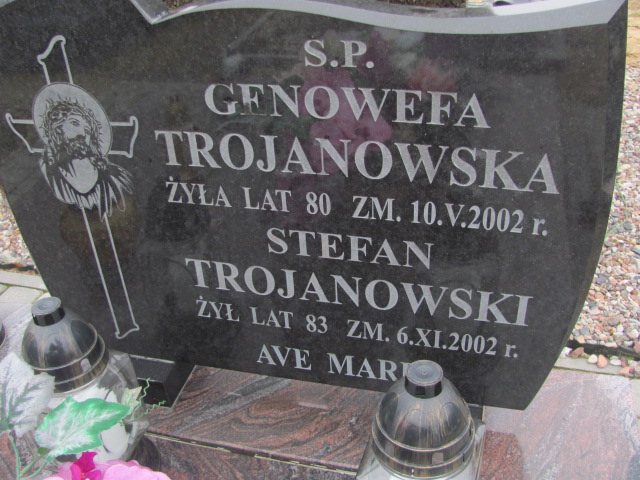 Ś.P.
GENOWEFA
TROJANOWSKA
ŻYŁA LAT 80 ZM. 10.V.2002 r.
STEFAN
TROJANOWSKI
ŻYŁ LAT 83 ZM. 6.XI.2002 r.
AVE